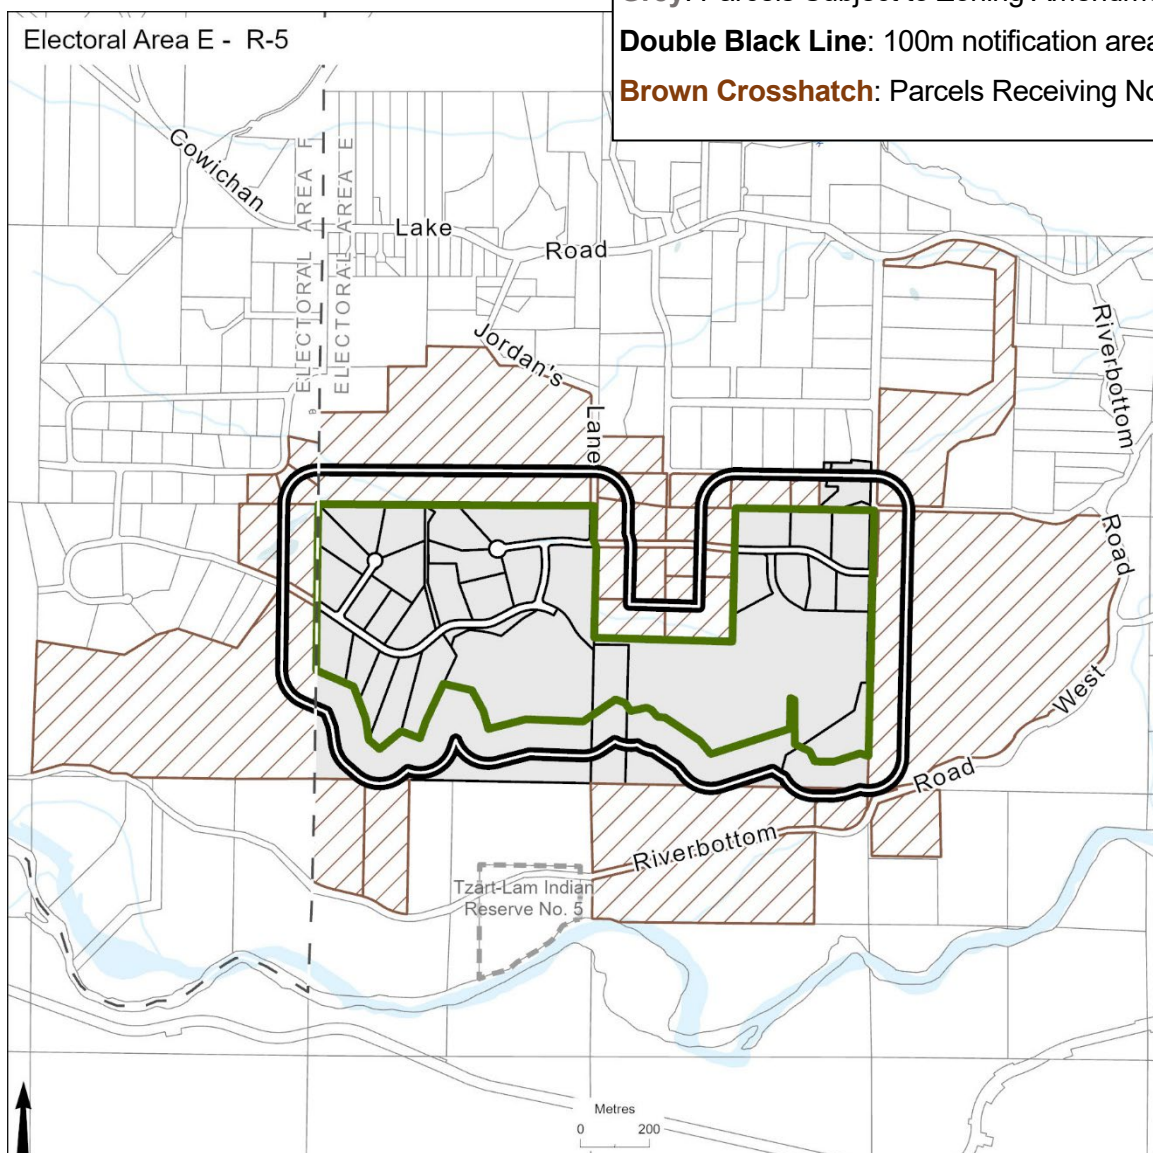 Electoral Area E - R-5
Double Black Line: 100m notification area
Brown Crosshatch: Parcels Receiving No
Cowichan
Lake
Road
ELECTORAL AREA F
ELECTORAL AREA E
Jordan's
Lane
Riverbottom
Road
West
Road
Riverbottom
Tzart-Lam Indian
Reserve No. 5
Metres
0 200